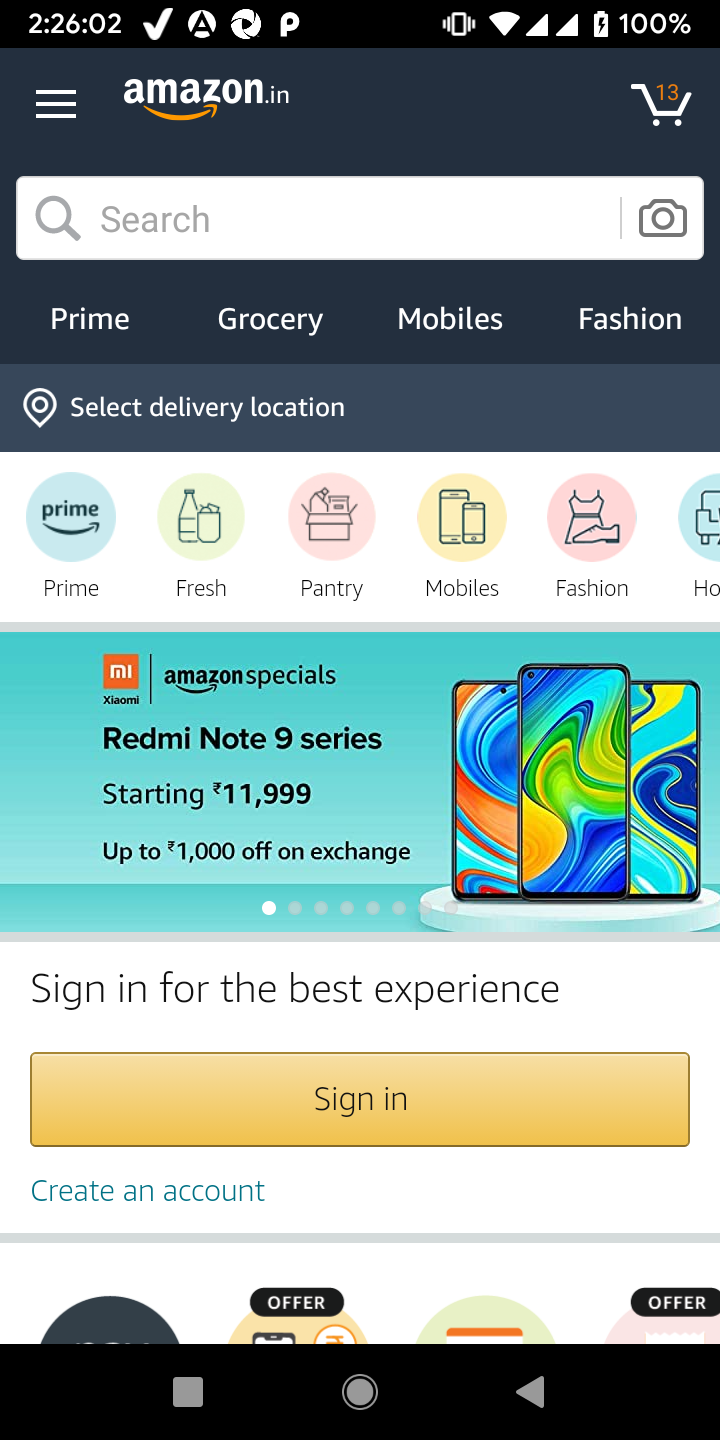 2:26:02 100%
amazon.in 13
Search
Prime Grocery Mobiles Fashion
Select delivery location
prime
Prime Fresh Pantry Mobiles Fashion Ho
mi Xiaomi amazonspecials
Redmi Note 9 series
Starting ₹11,999
Up to ₹1,000 off on exchange
Sign in for the best experience
Sign in
Create an account
OFFER OFFER